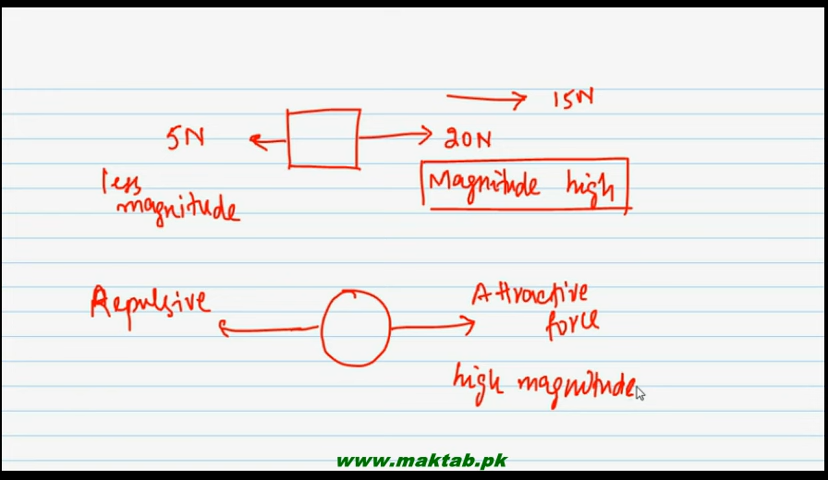 15N
5N
20N
less
magnitude
Magnitude high
Repulsive
Attractive
force
high magnitude
www.maktab.pk